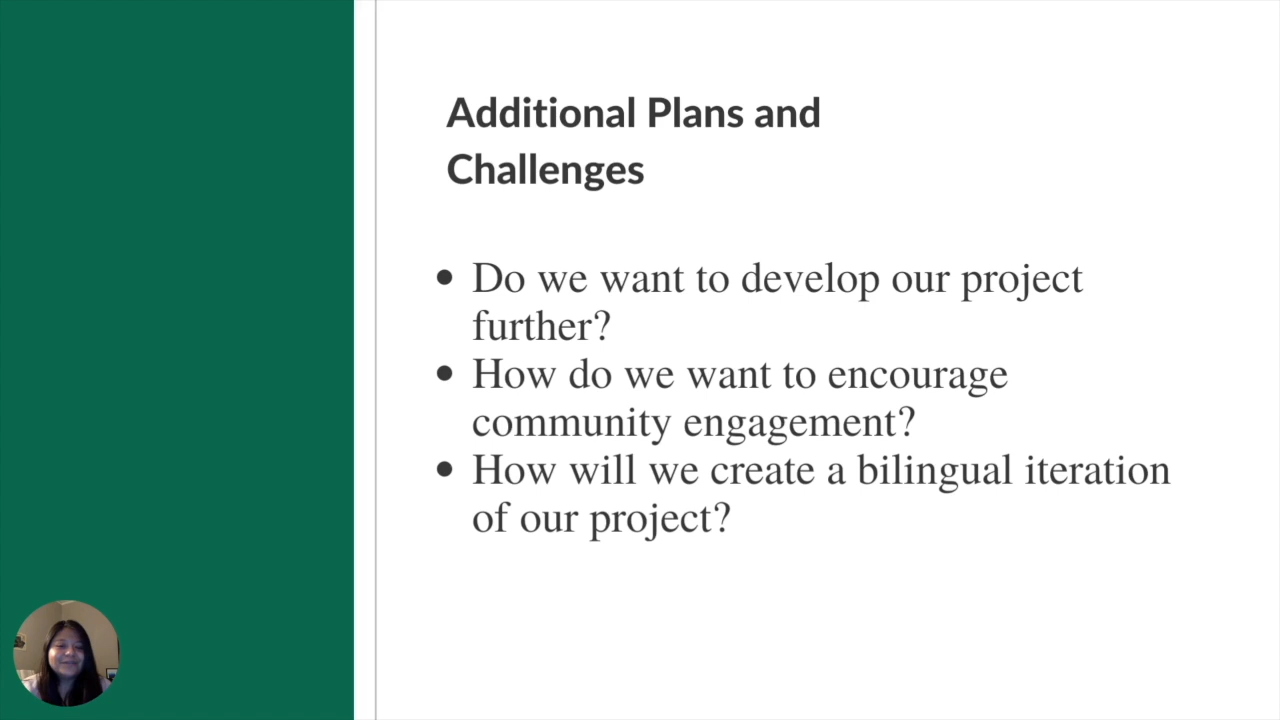 Additional Plans and
Challenges
• Do we want to develop our project
further?
• How do we want to encourage
community engagement?
• How will we create a bilingual iteration
of our project?